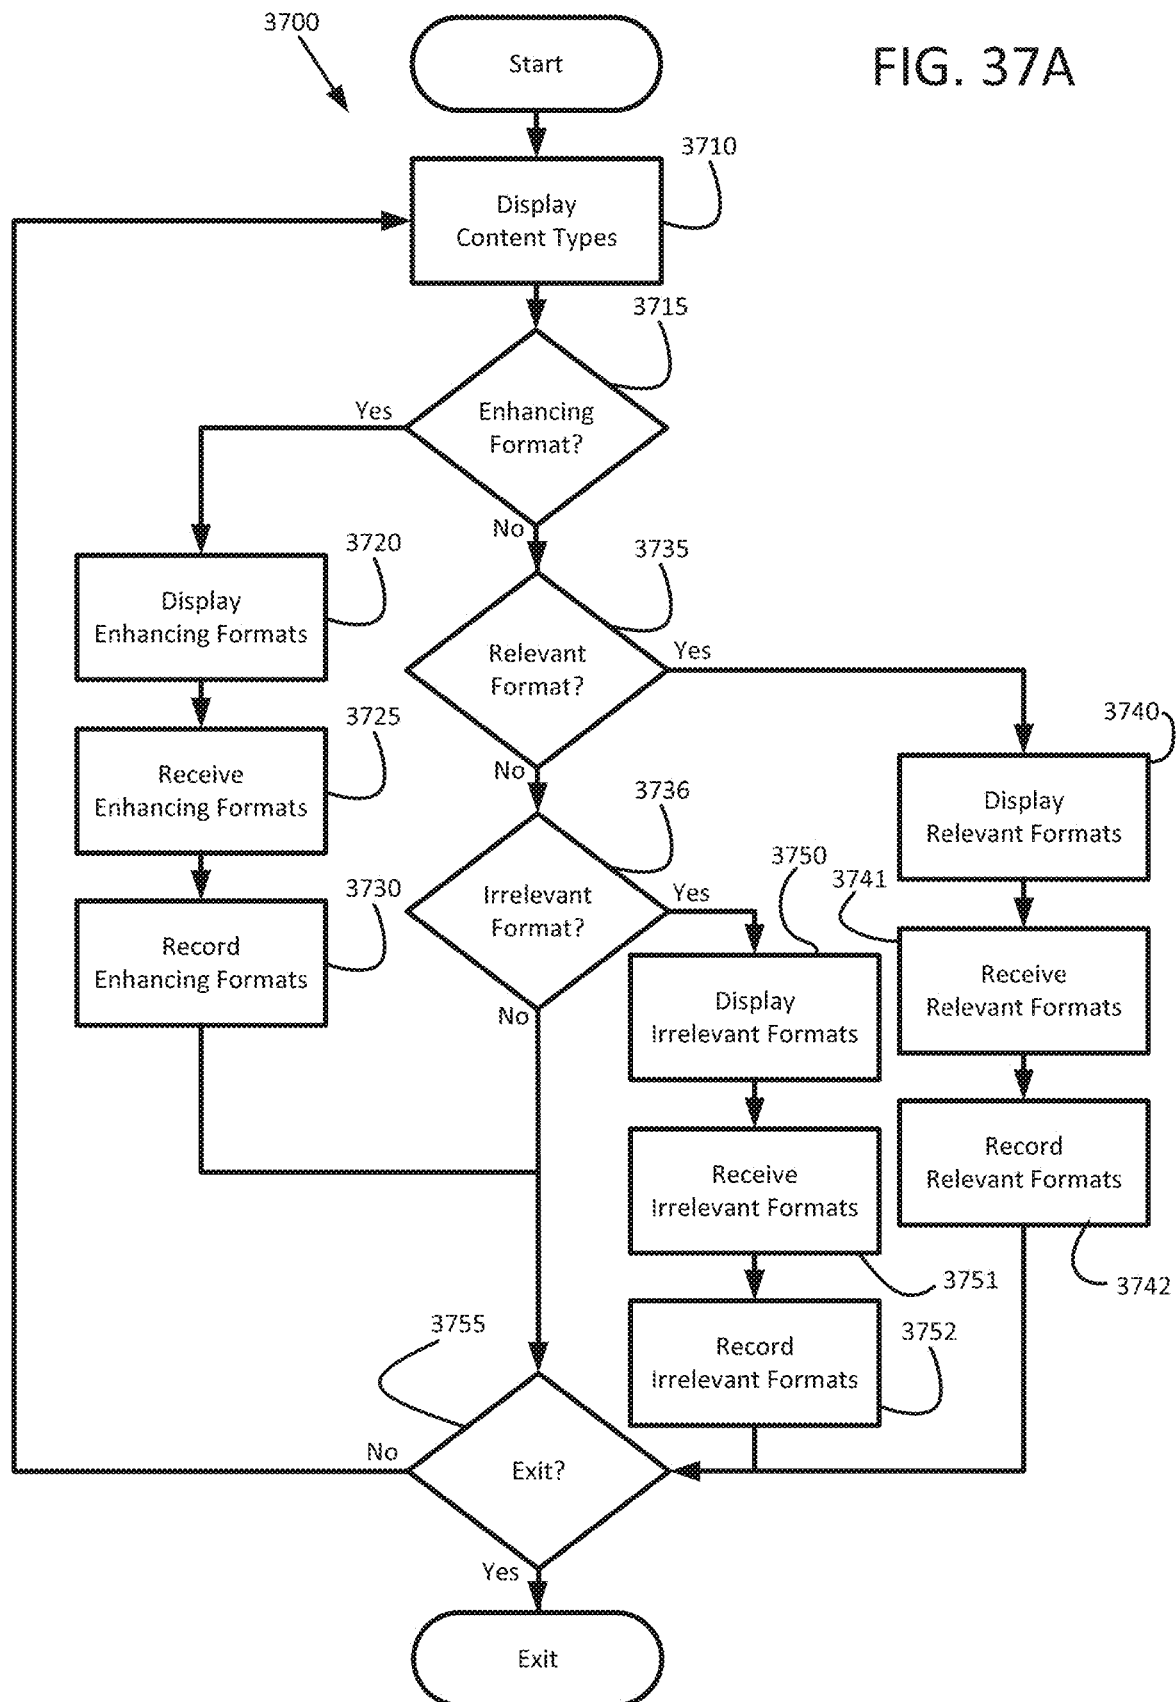 3700
Start
FIG. 37A
3710
Display
Content Types
3715
Yes
Enhancing
Format?
No
3720
Display
Enhancing Formats
3735
Relevant
Format?
Yes
3725
Receive
Enhancing Formats
No
3740
Display
Relevant Formats
3736
3730
Record
Enhancing Formats
Irrelevant
Format?
Yes
3750
3741
Receive
Relevant Formats
No
Display
Irrelevant Formats
Record
Relevant Formats
Receive
Irrelevant Formats
3751
3742
3755
Record
Irrelevant Formats
3752
No
Exit?
Yes
Exit